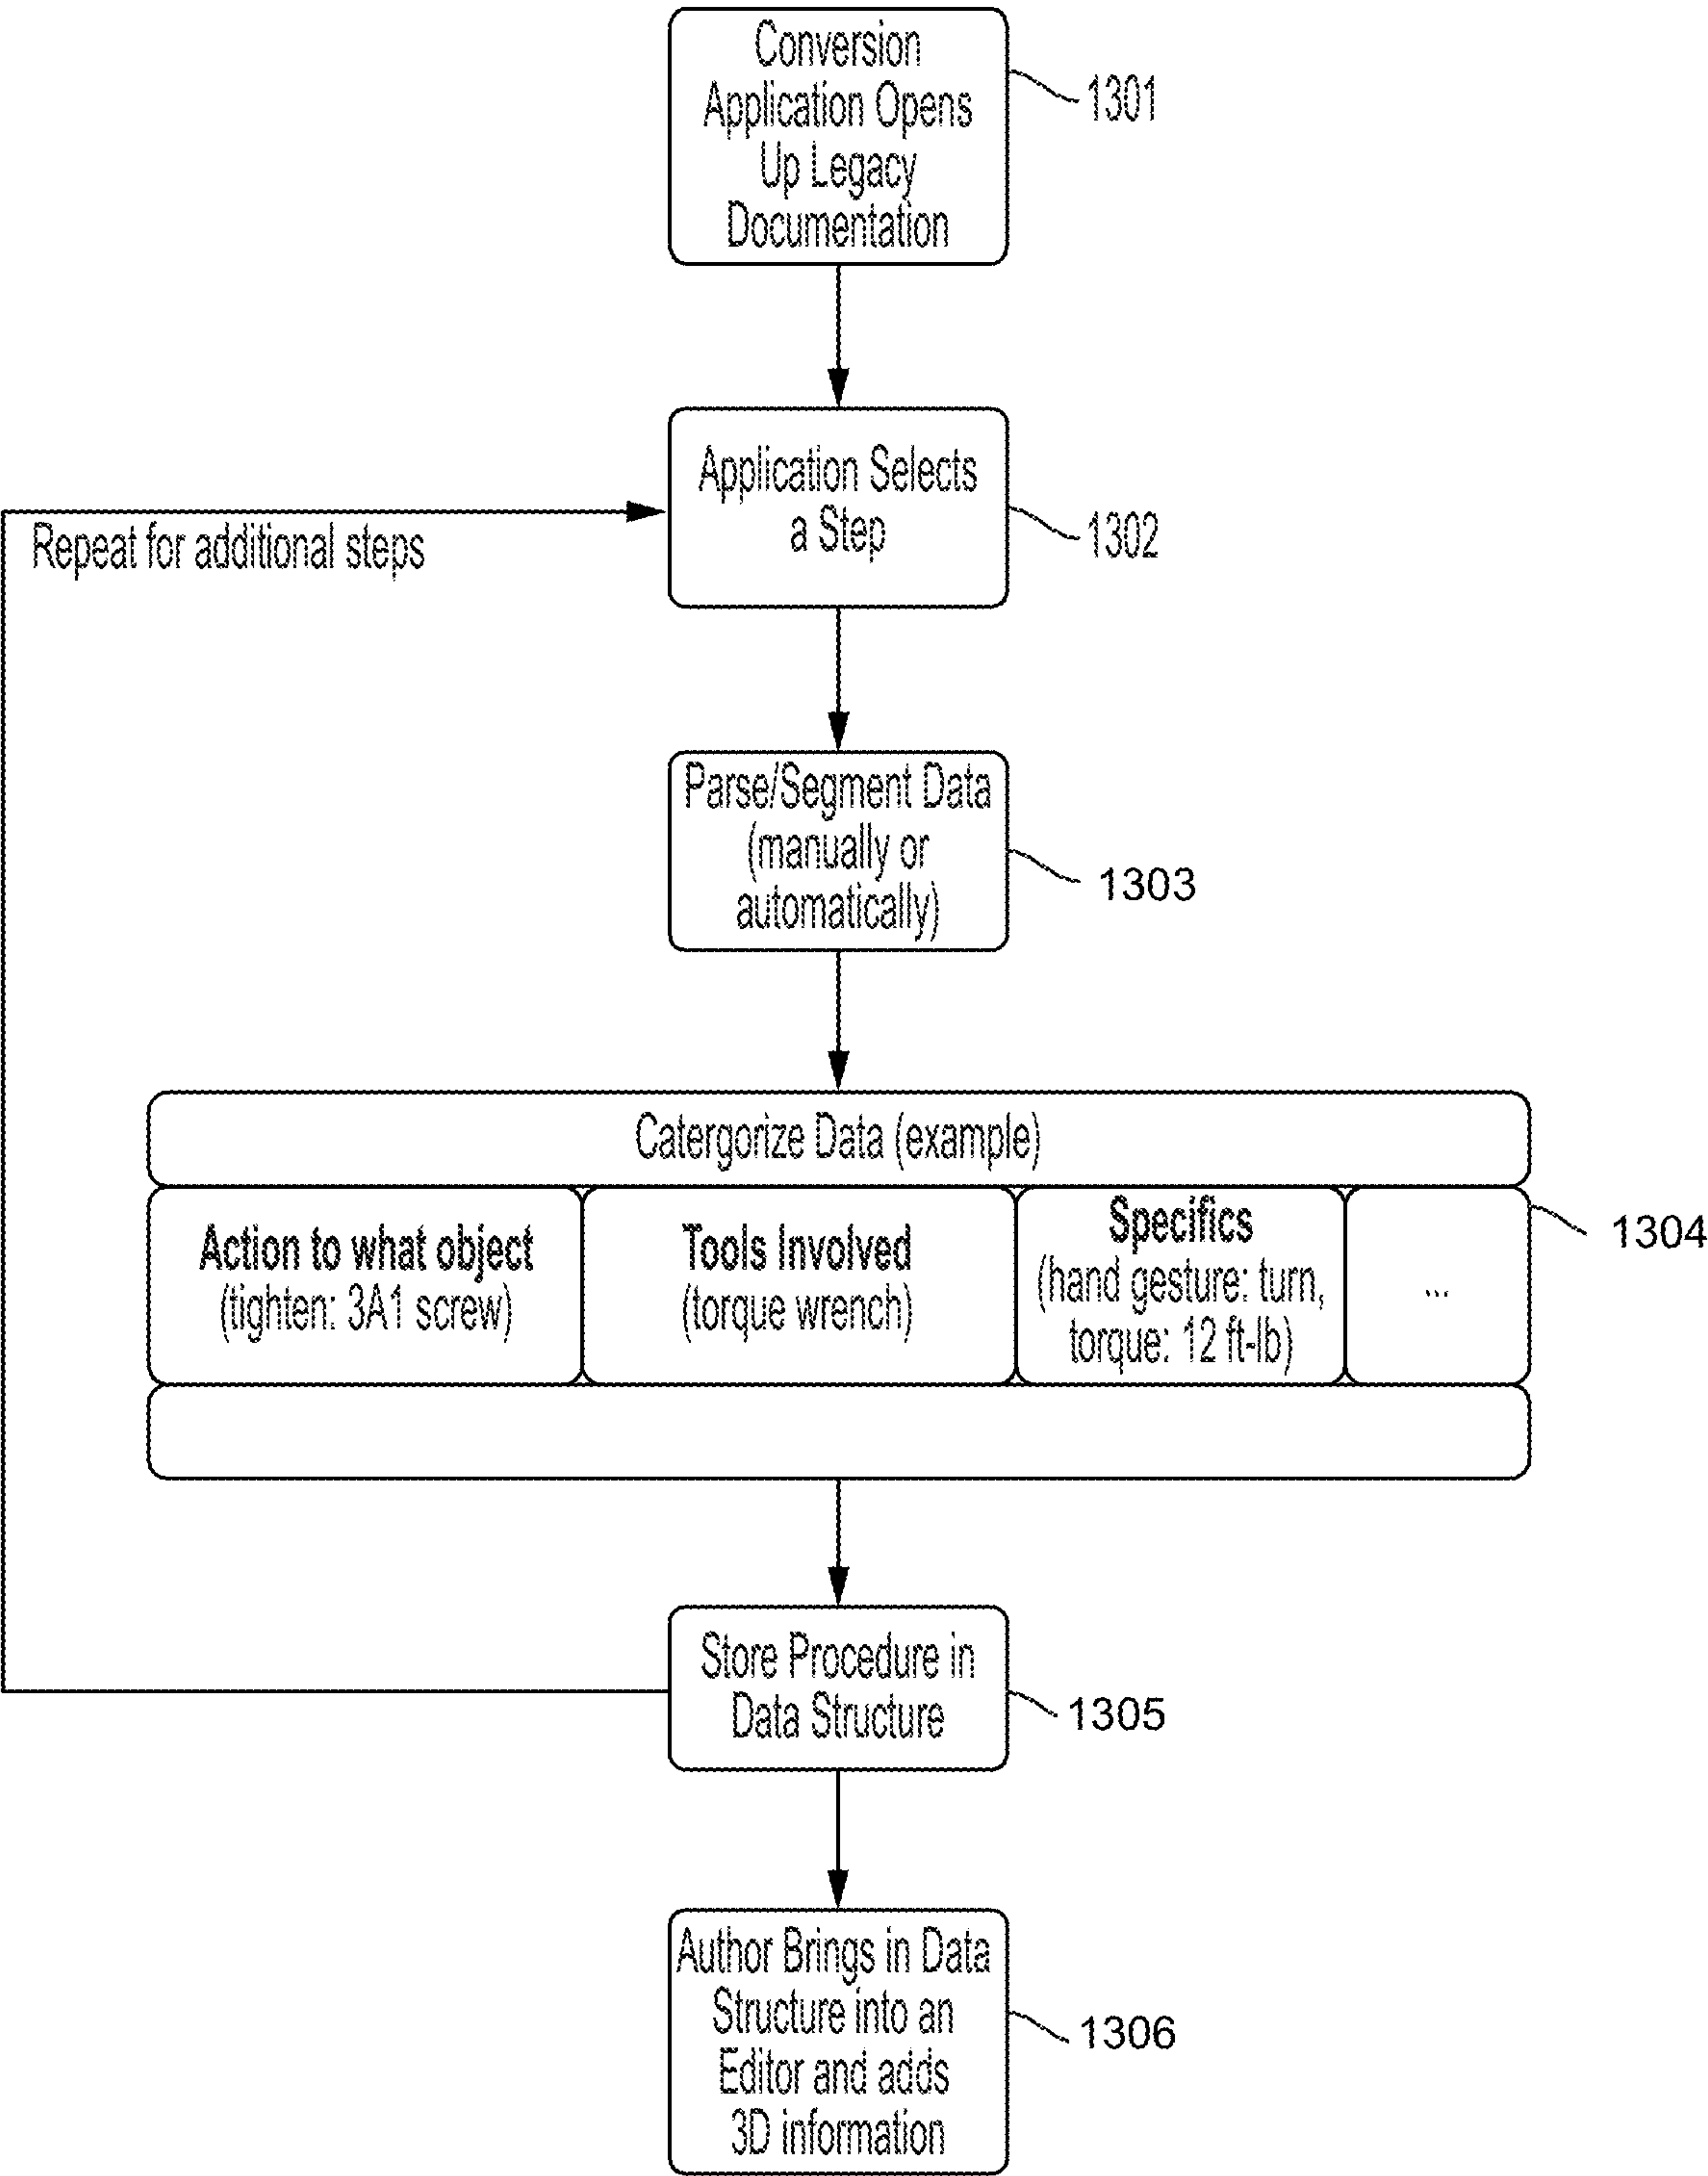 Conversion
Application Opens
Up Legacy
Documentation
1301
Application Selects
a Step
1302
Repeat for additional steps
Parse/Segment Data
(manually or
automatically)
1303
Catergorize Data (example)
Action to what object
(tighten: 3A1 screw)
Tools Involved
(torque wrench)
Specifics
(hand gesture: turn,
torque: 12 ft-lb)
...
1304
Store Procedure in
Data Structure
1305
Author Brings in Data
Structure into an
Editor and adds
3D information
1306